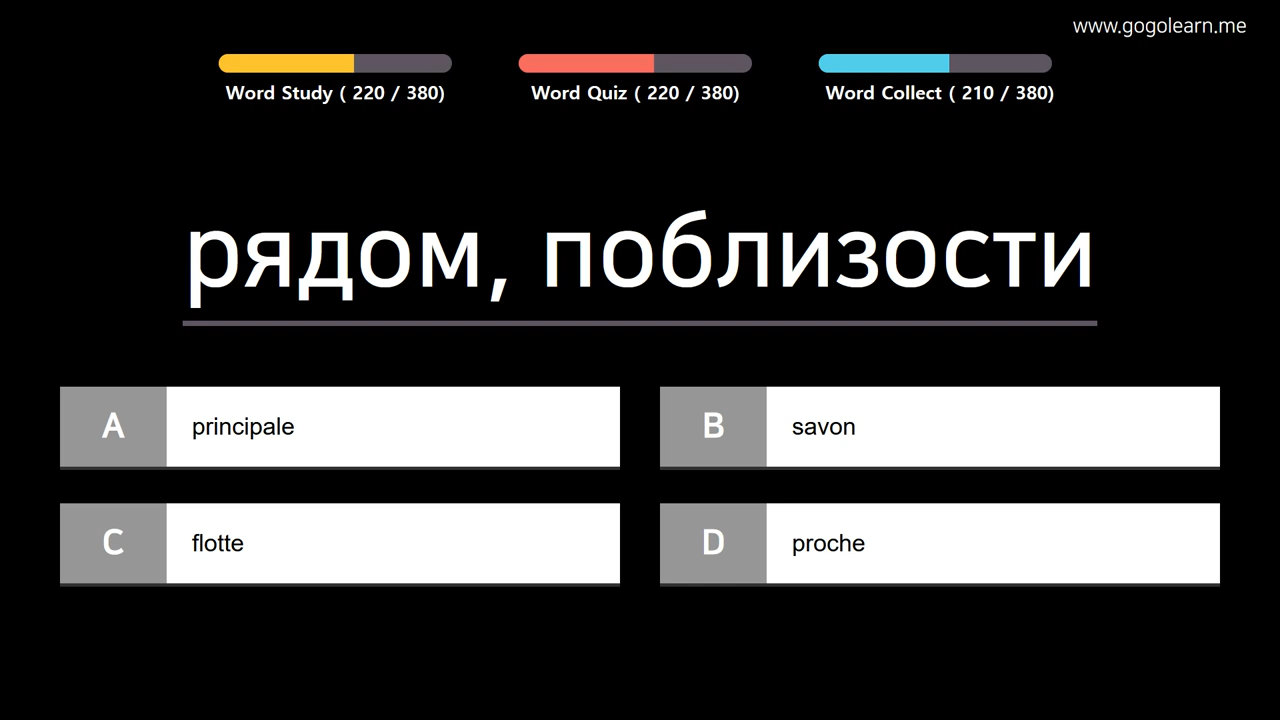 www.gogolearn.me
Word Study ( 220 / 380)
Word Quiz ( 220 / 380)
Word Collect ( 210 / 380)
рядом, поблизости
A principale
B savon
C flotte
D proche